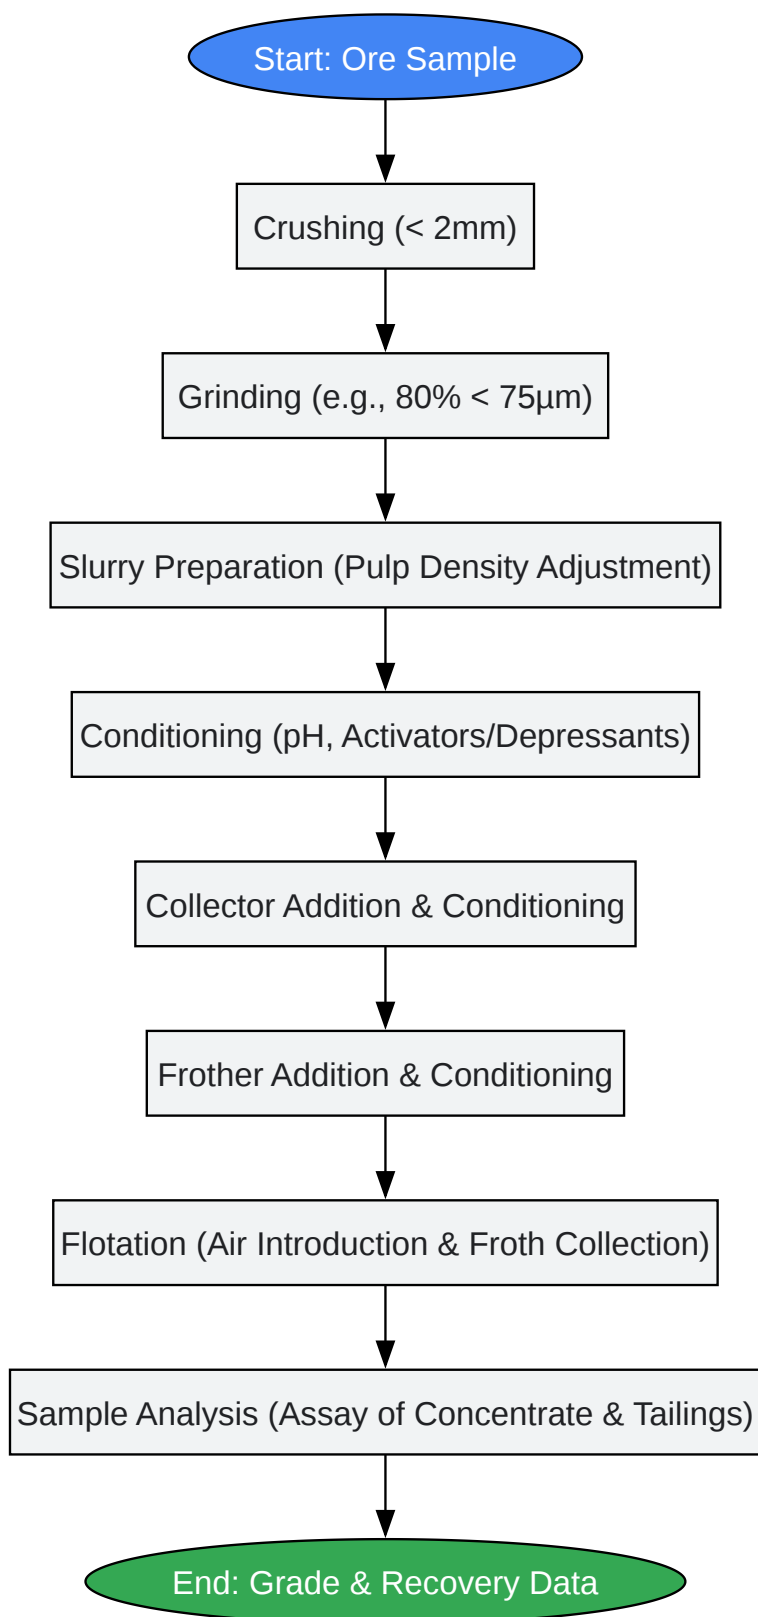 Start: Ore Sample
Crushing (< 2mm)
Grinding (e.g., 80% < 75µm)
Slurry Preparation (Pulp Density Adjustment)
Conditioning (pH, Activators/Depressants)
Collector Addition & Conditioning
Frother Addition & Conditioning
Flotation (Air Introduction & Froth Collection)
Sample Analysis (Assay of Concentrate & Tailings)
End: Grade & Recovery Data